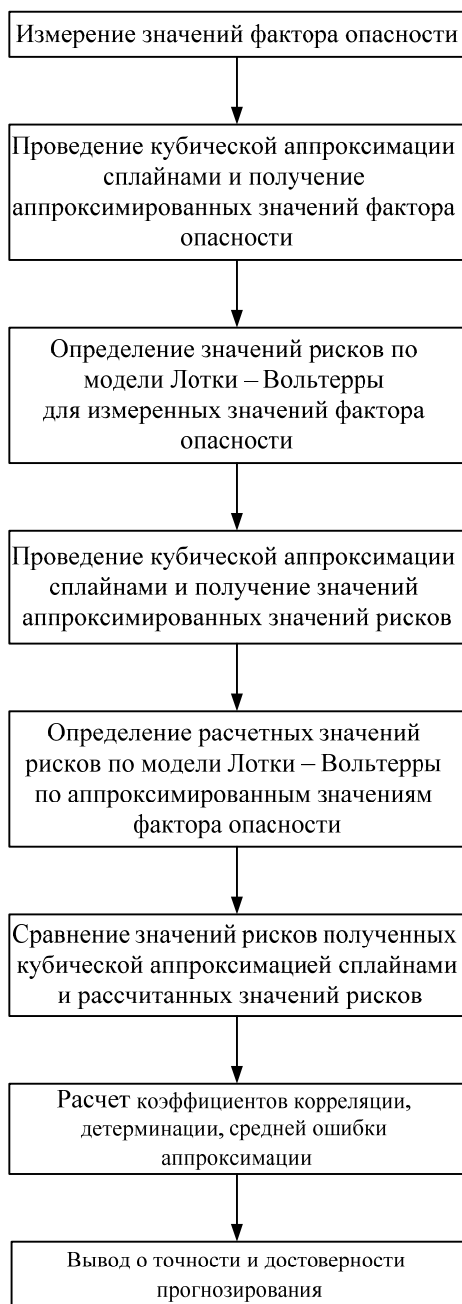 Измерение значений фактора опасности
Проведение кубической аппроксимации
сплайнами и получение
аппроксимированных значений фактора
опасности
Определение значений рисков по
модели Лотки – Вольтерры
для измеренных значений фактора
опасности
Проведение кубической аппроксимации
сплайнами и получение значений
аппроксимированных значений рисков
Определение расчетных значений
рисков по модели Лотки – Вольтерры
по аппроксимированным значениям
фактора опасности
Сравнение значений рисков полученных
кубической аппроксимацией сплайнами
и рассчитанных значений рисков
Расчет коэффициентов корреляции,
детерминации, средней ошибки
аппроксимации
Вывод о точности и достоверности
прогнозирования